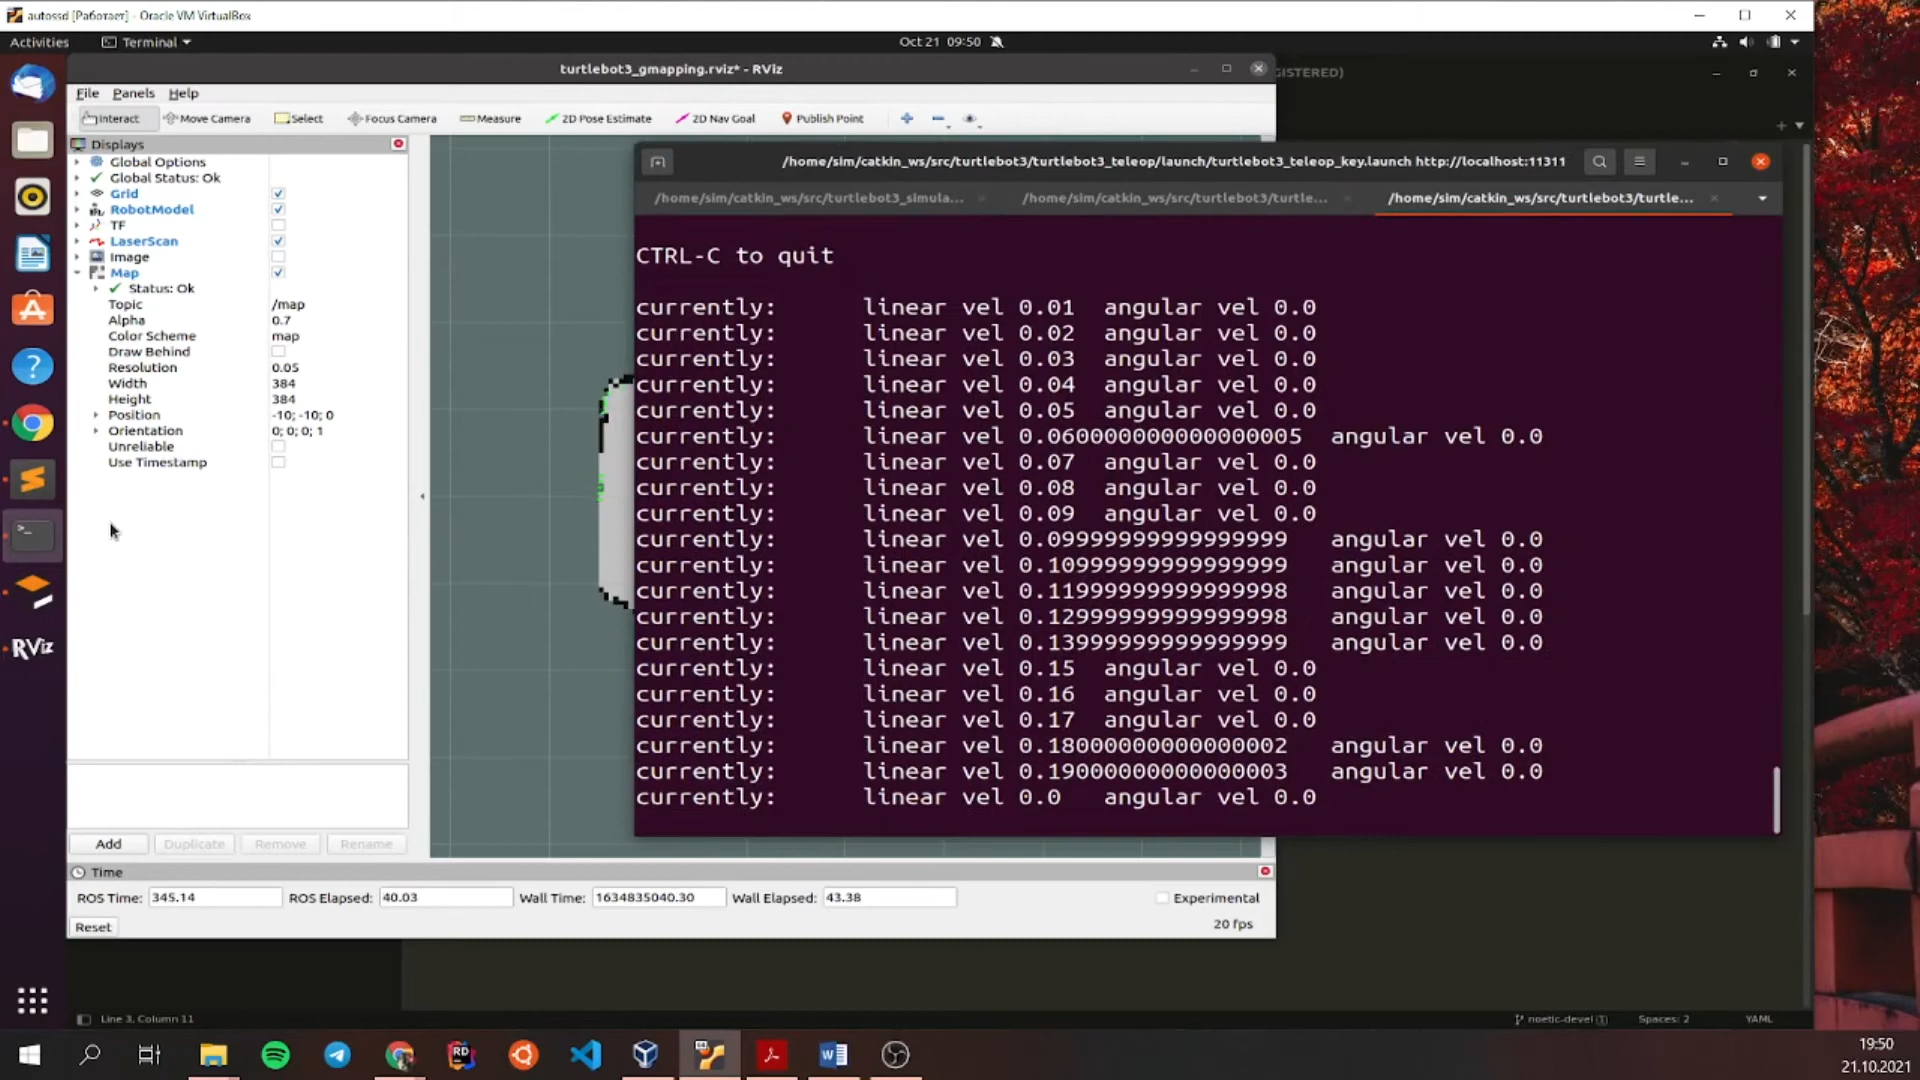 autossd [Работает] - Oracle VM VirtualBox
Activities
Terminal
Oct 21 09:50
turtlebot3_gmapping.rviz* - RViz
GISTERED)
File Panels Help
Interact Move Camera Select Focus Camera Measure 2D Pose Estimate 2D Nav Goal Publish Point
Displays
Global Options
Global Status: Ok
Grid
RobotModel
TF
LaserScan
Image
Map
Status: Ok
Topic /map
Alpha 0.7
Color Scheme map
Draw Behind
Resolution 0.05
Width 384
Height 384
Position -10; -10; 0
Orientation 0; 0; 0; 1
Unreliable
Use Timestamp
/home/sim/catkin_ws/src/turtlebot3/turtlebot3_teleop/launch/turtlebot3_teleop_key.launch http://localhost:11311
/home/sim/catkin_ws/src/turtlebot3_simula... /home/sim/catkin_ws/src/turtlebot3/turtle... /home/sim/catkin_ws/src/turtlebot3/turtle...
CTRL-C to quit
currently: linear vel 0.01 angular vel 0.0
currently: linear vel 0.02 angular vel 0.0
currently: linear vel 0.03 angular vel 0.0
currently: linear vel 0.04 angular vel 0.0
currently: linear vel 0.05 angular vel 0.0
currently: linear vel 0.060000000000000005 angular vel 0.0
currently: linear vel 0.07 angular vel 0.0
currently: linear vel 0.08 angular vel 0.0
currently: linear vel 0.09 angular vel 0.0
currently: linear vel 0.09999999999999999 angular vel 0.0
currently: linear vel 0.10999999999999999 angular vel 0.0
currently: linear vel 0.11999999999999998 angular vel 0.0
currently: linear vel 0.12999999999999998 angular vel 0.0
currently: linear vel 0.13999999999999999 angular vel 0.0
currently: linear vel 0.15 angular vel 0.0
currently: linear vel 0.16 angular vel 0.0
currently: linear vel 0.17 angular vel 0.0
currently: linear vel 0.18000000000000002 angular vel 0.0
currently: linear vel 0.19000000000000003 angular vel 0.0
currently: linear vel 0.0 angular vel 0.0
Add Duplicate Remove Rename
Time
ROS Time: 345.14 ROS Elapsed: 40.03 Wall Time: 1634835040.30 Wall Elapsed: 43.38 Experimental
Reset
20 fps
RViz
Line 3, Column 11
noetic-devel (1) Spaces: 2 YAML
19:50
21.10.2021